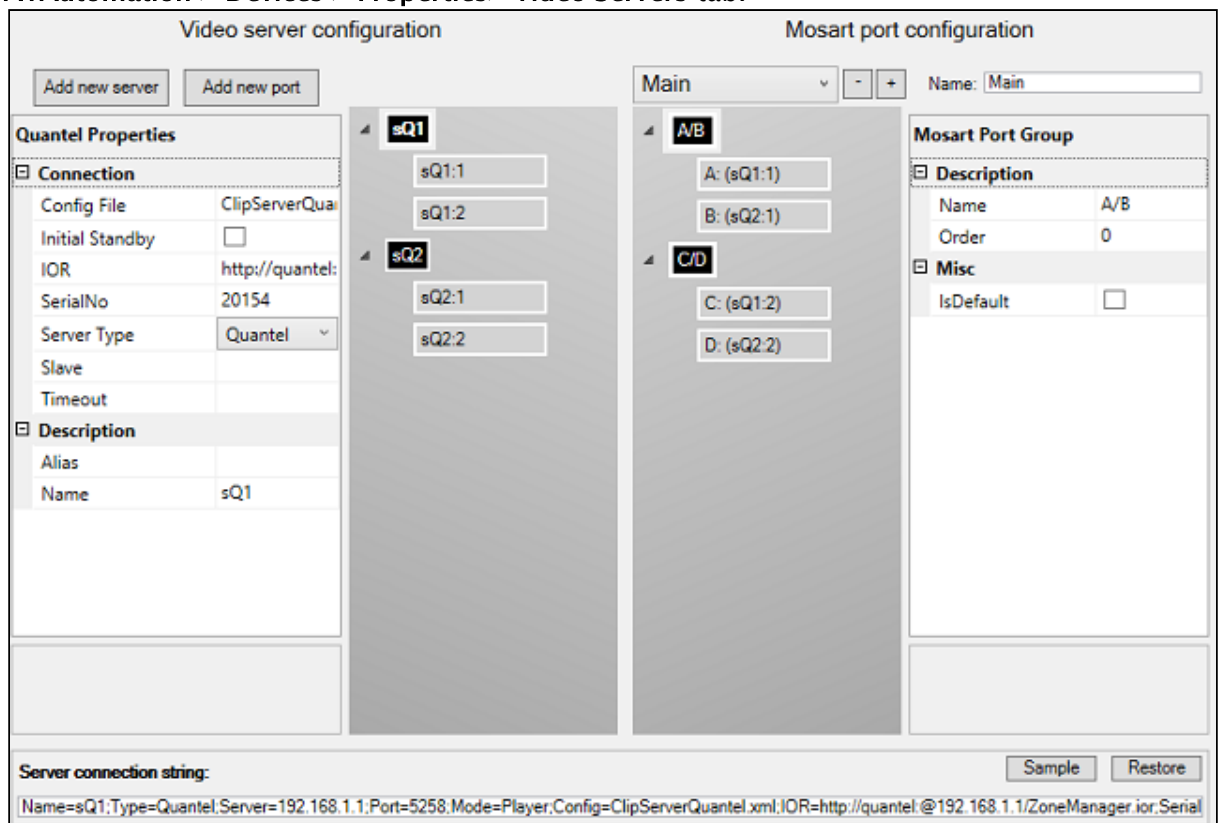 Video server configuration
Mosart port configuration
Add new server
Add new port
Main
-
+
Name: Main
Quantel Properties
Connection
Config File ClipServerQua
Initial Standby
IOR http://quantel:
SerialNo 20154
Server Type Quantel
Slave
Timeout
Description
Alias
Name sQ1
sQ1
sQ1:1
sQ1:2
sQ2
sQ2:1
sQ2:2
A/B
A: (sQ1:1)
B: (sQ2:1)
C/D
C: (sQ1:2)
D: (sQ2:2)
Mosart Port Group
Description
Name A/B
Order 0
Misc
IsDefault
Server connection string:
Sample
Restore
Name=sQ1;Type=Quantel;Server=192.168.1.1;Port=5258;Mode=Player;Config=ClipServerQuantel.xml;IOR=http://quantel:@192.168.1.1/ZoneManager.ior;Serial